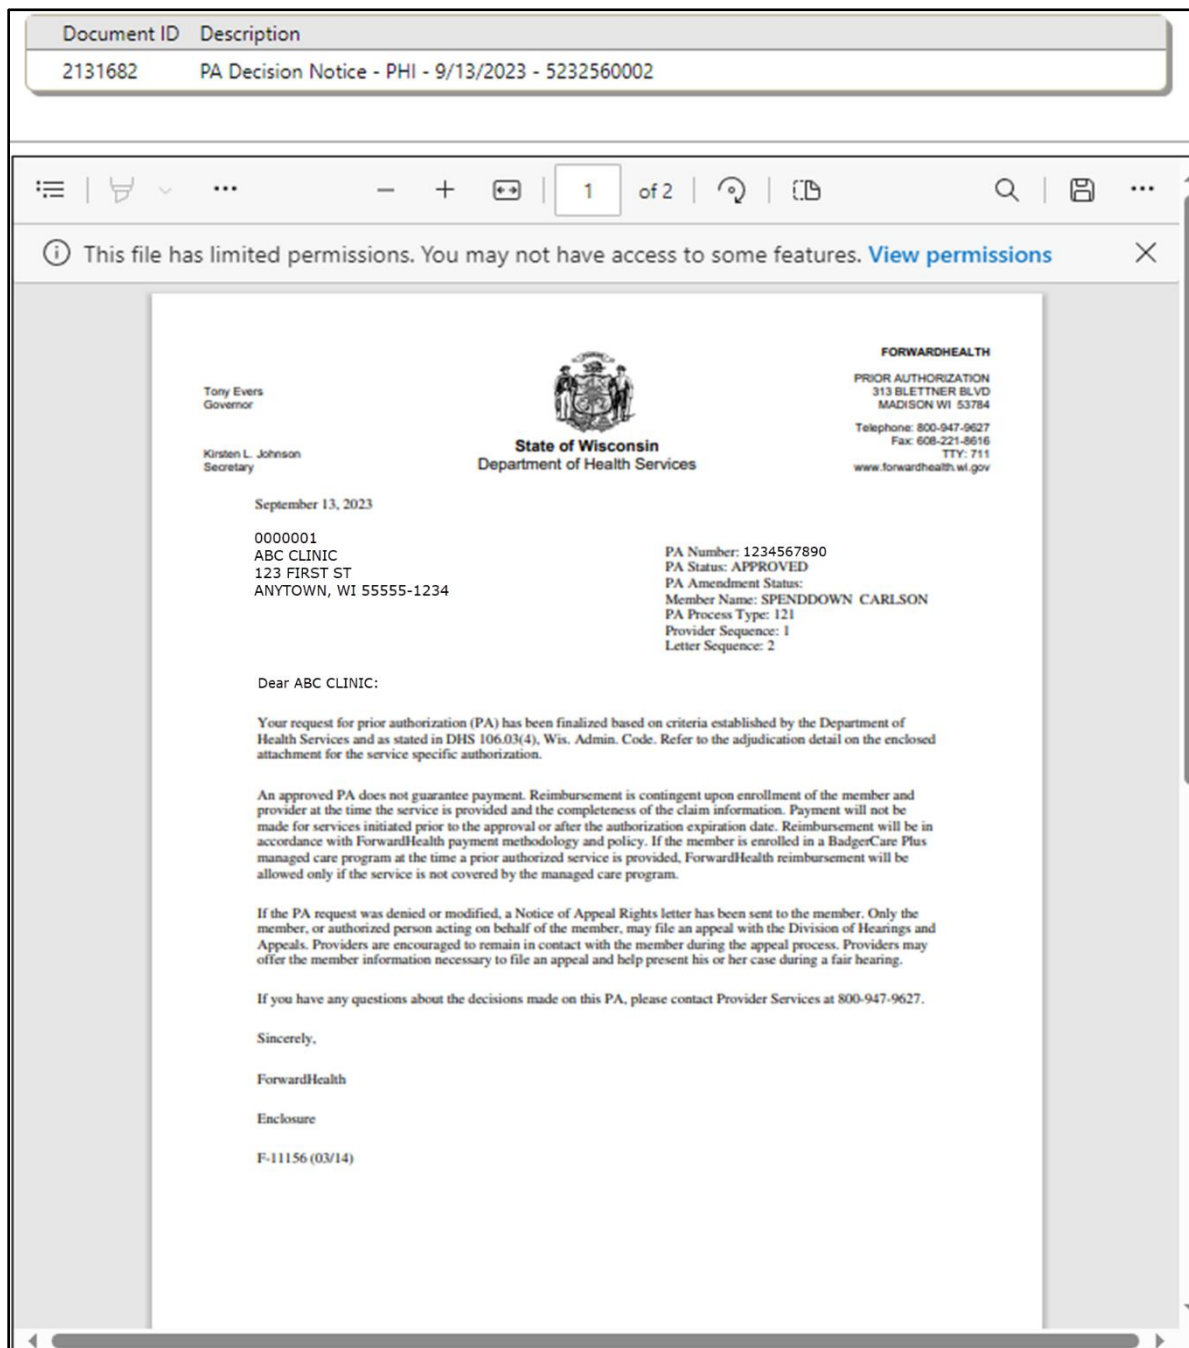 Document ID Description
2131682 PA Decision Notice - PHI - 9/13/2023 - 5232560002
1 of 2
This file has limited permissions. You may not have access to some features. View permissions
Tony Evers
Governor
Kirsten L. Johnson
Secretary
State of Wisconsin
Department of Health Services
FORWARDHEALTH
PRIOR AUTHORIZATION
313 BLETTNER BLVD
MADISON WI 53784
Telephone: 800-947-9627
Fax: 608-221-8616
TTY: 711
www.forwardhealth.wi.gov
September 13, 2023
0000001
ABC CLINIC
123 FIRST ST
ANYTOWN, WI 55555-1234
PA Number: 1234567890
PA Status: APPROVED
PA Amendment Status:
Member Name: SPENDDOWN CARLSON
PA Process Type: 121
Provider Sequence: 1
Letter Sequence: 2
Dear ABC CLINIC:
Your request for prior authorization (PA) has been finalized based on criteria established by the Department of
Health Services and as stated in DHS 106.03(4), Wis. Admin. Code. Refer to the adjudication detail on the enclosed
attachment for the service specific authorization.
An approved PA does not guarantee payment. Reimbursement is contingent upon enrollment of the member and
provider at the time the service is provided and the completeness of the claim information. Payment will not be
made for services initiated prior to the approval or after the authorization expiration date. Reimbursement will be in
accordance with ForwardHealth payment methodology and policy. If the member is enrolled in a BadgerCare Plus
managed care program at the time a prior authorized service is provided, ForwardHealth reimbursement will be
allowed only if the service is not covered by the managed care program.
If the PA request was denied or modified, a Notice of Appeal Rights letter has been sent to the member. Only the
member, or authorized person acting on behalf of the member, may file an appeal with the Division of Hearings and
Appeals. Providers are encouraged to remain in contact with the member during the appeal process. Providers may
offer the member information necessary to file an appeal and help present his or her case during a fair hearing.
If you have any questions about the decisions made on this PA, please contact Provider Services at 800-947-9627.
Sincerely,
ForwardHealth
Enclosure
F-11156 (03/14)